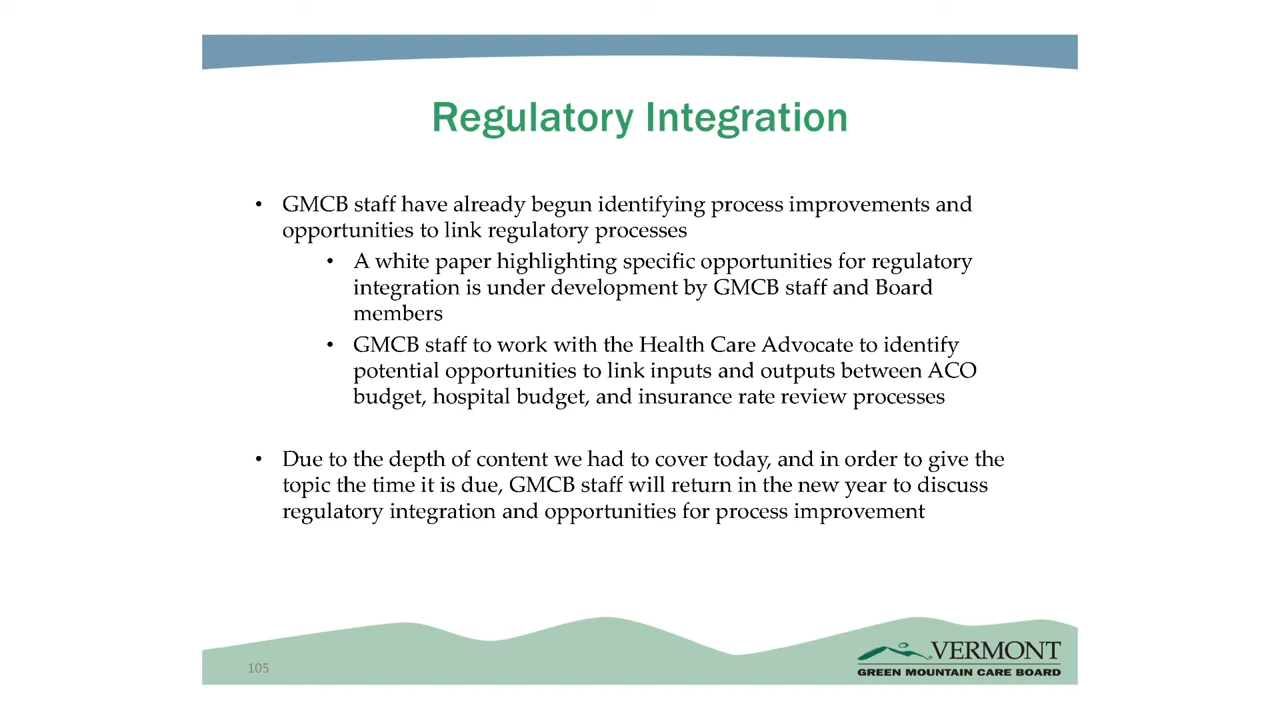 Regulatory Integration
• GMCB staff have already begun identifying process improvements and
opportunities to link regulatory processes
• A white paper highlighting specific opportunities for regulatory
integration is under development by GMCB staff and Board
members
• GMCB staff to work with the Health Care Advocate to identify
potential opportunities to link inputs and outputs between ACO
budget, hospital budget, and insurance rate review processes
• Due to the depth of content we had to cover today, and in order to give the
topic the time it is due, GMCB staff will return in the new year to discuss
regulatory integration and opportunities for process improvement
105
VERMONT
GREEN MOUNTAIN CARE BOARD